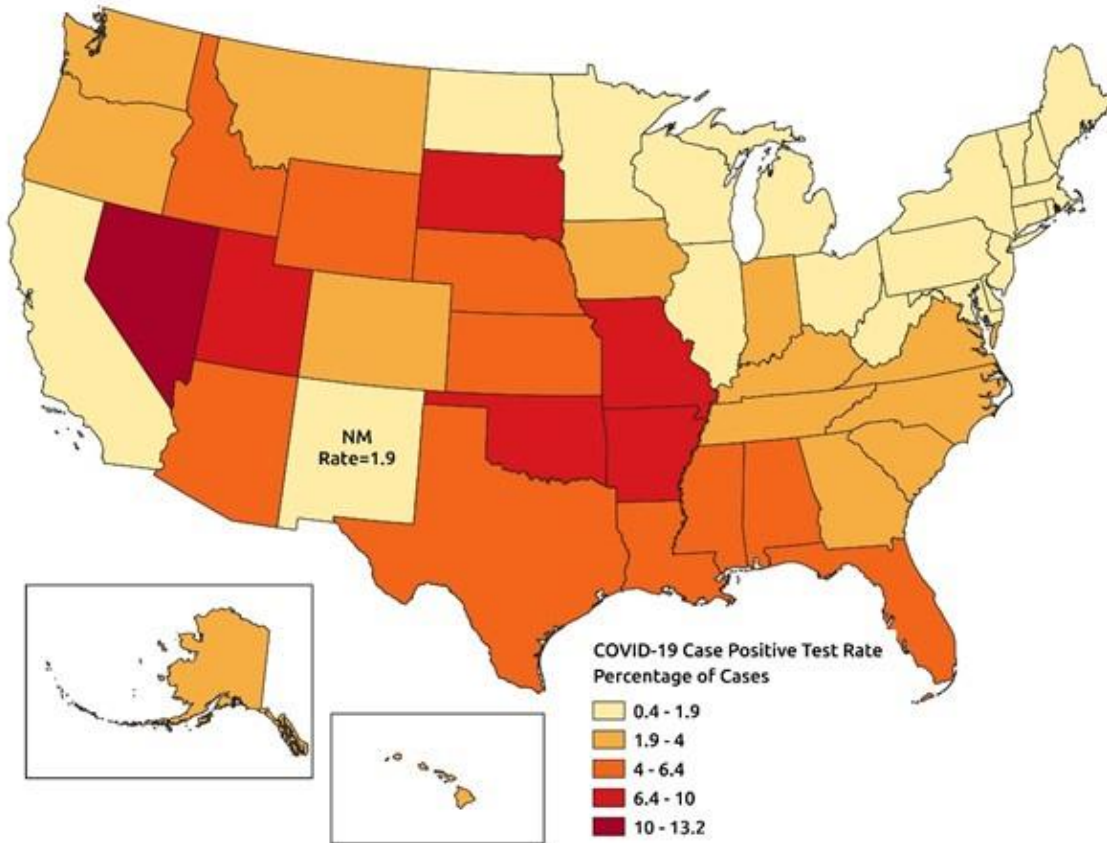 NM
Rate=1.9
COVID-19 Case Positive Test Rate
Percentage of Cases
0.4 - 1.9
1.9 - 4
4 - 6.4
6.4 - 10
10 - 13.2